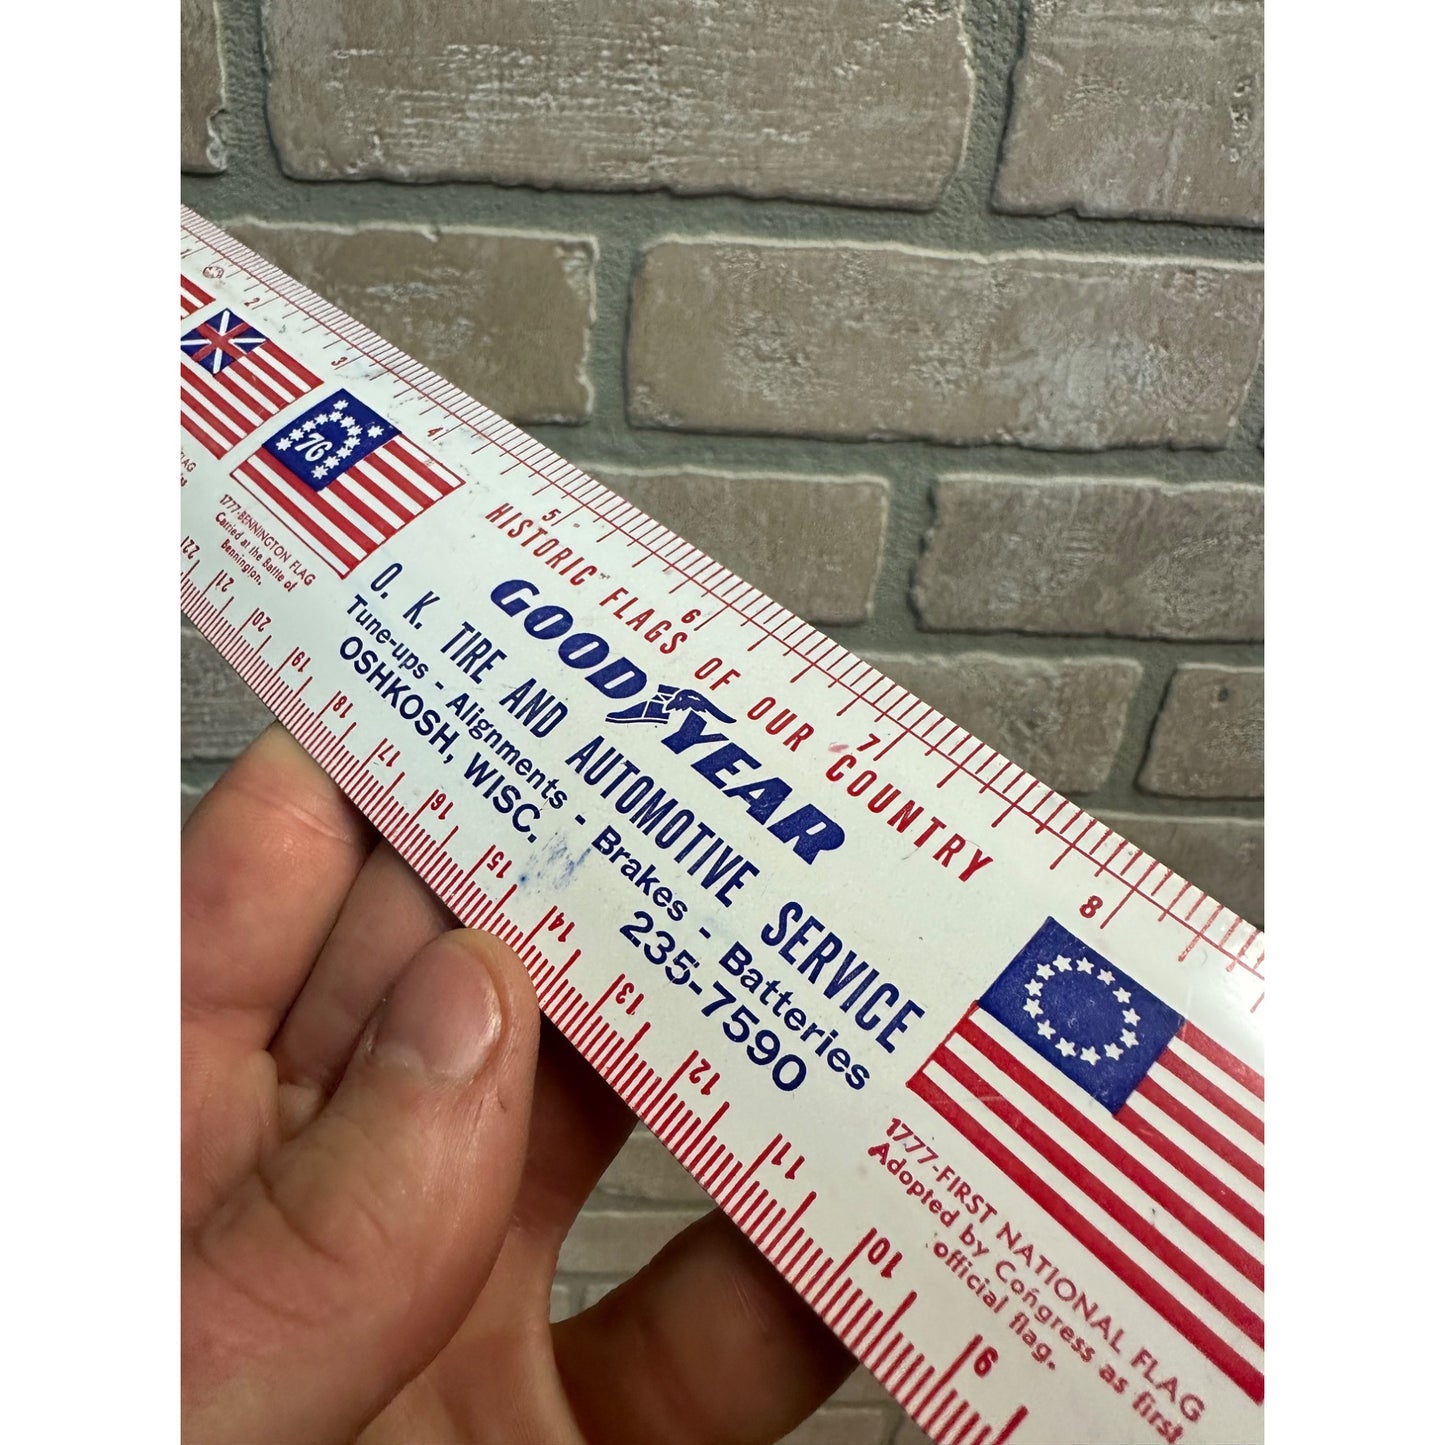 2 3 4 5 6 7 8
HISTORIC FLAGS OF OUR COUNTRY
GOODYEAR
O. K. TIRE AND AUTOMOTIVE SERVICE
Tune-ups - Alignments - Brakes - Batteries
OSHKOSH, WISC. 235-7590
76
FLAG
1777-BENNINGTON FLAG
Carried at the Battle of
Bennington.
1777-FIRST NATIONAL FLAG
Adopted by Congress as first
official flag.
22 21 20 19 18 17 16 15 14 13 12 11 10 9